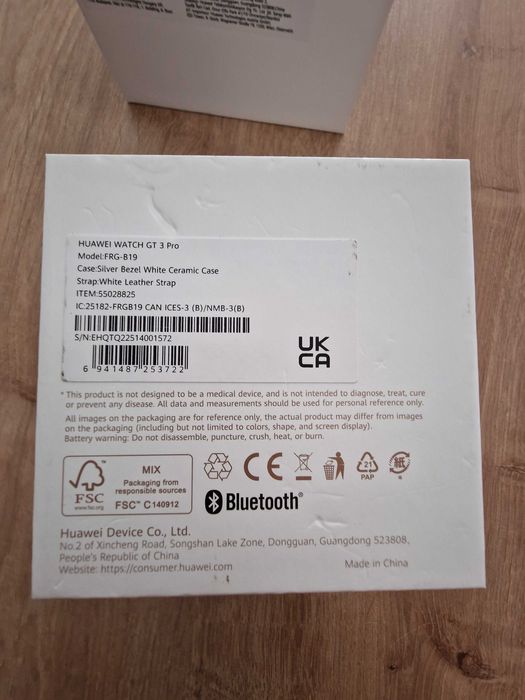 HUAWEI WATCH GT 3 Pro
Model:FRG-B19
Case:Silver Bezel White Ceramic Case
Strap:White Leather Strap
ITEM:55028825
IC:25182-FRGB19 CAN ICES-3 (B)/NMB-3(B)
S/N:EHQTQ22514001572
6 941487 253722
UK
CA
* This product is not to be a medical device, and is not intended to diagnose, treat, cure
or prevent any disease. All data and measurements should be used for personal reference only.
All images on the packaging are for reference only, the actual product may differ from images
on the packaging (including but not limited to colors, shape, and screen display).
Battery warning: Do not disassemble, puncture, crush, heat, or burn.
FSC
www.fsc.org
MIX
Packaging from
responsible sources
FSC™ C140912
CE
21
PAP
紙
Bluetooth®
Huawei Device Co., Ltd.
No.2 of Xincheng Road, Songshan Lake Zone, Dongguan, Guangdong 523808,
People's Republic of China
Website: https://consumer.huawei.com
Made in China